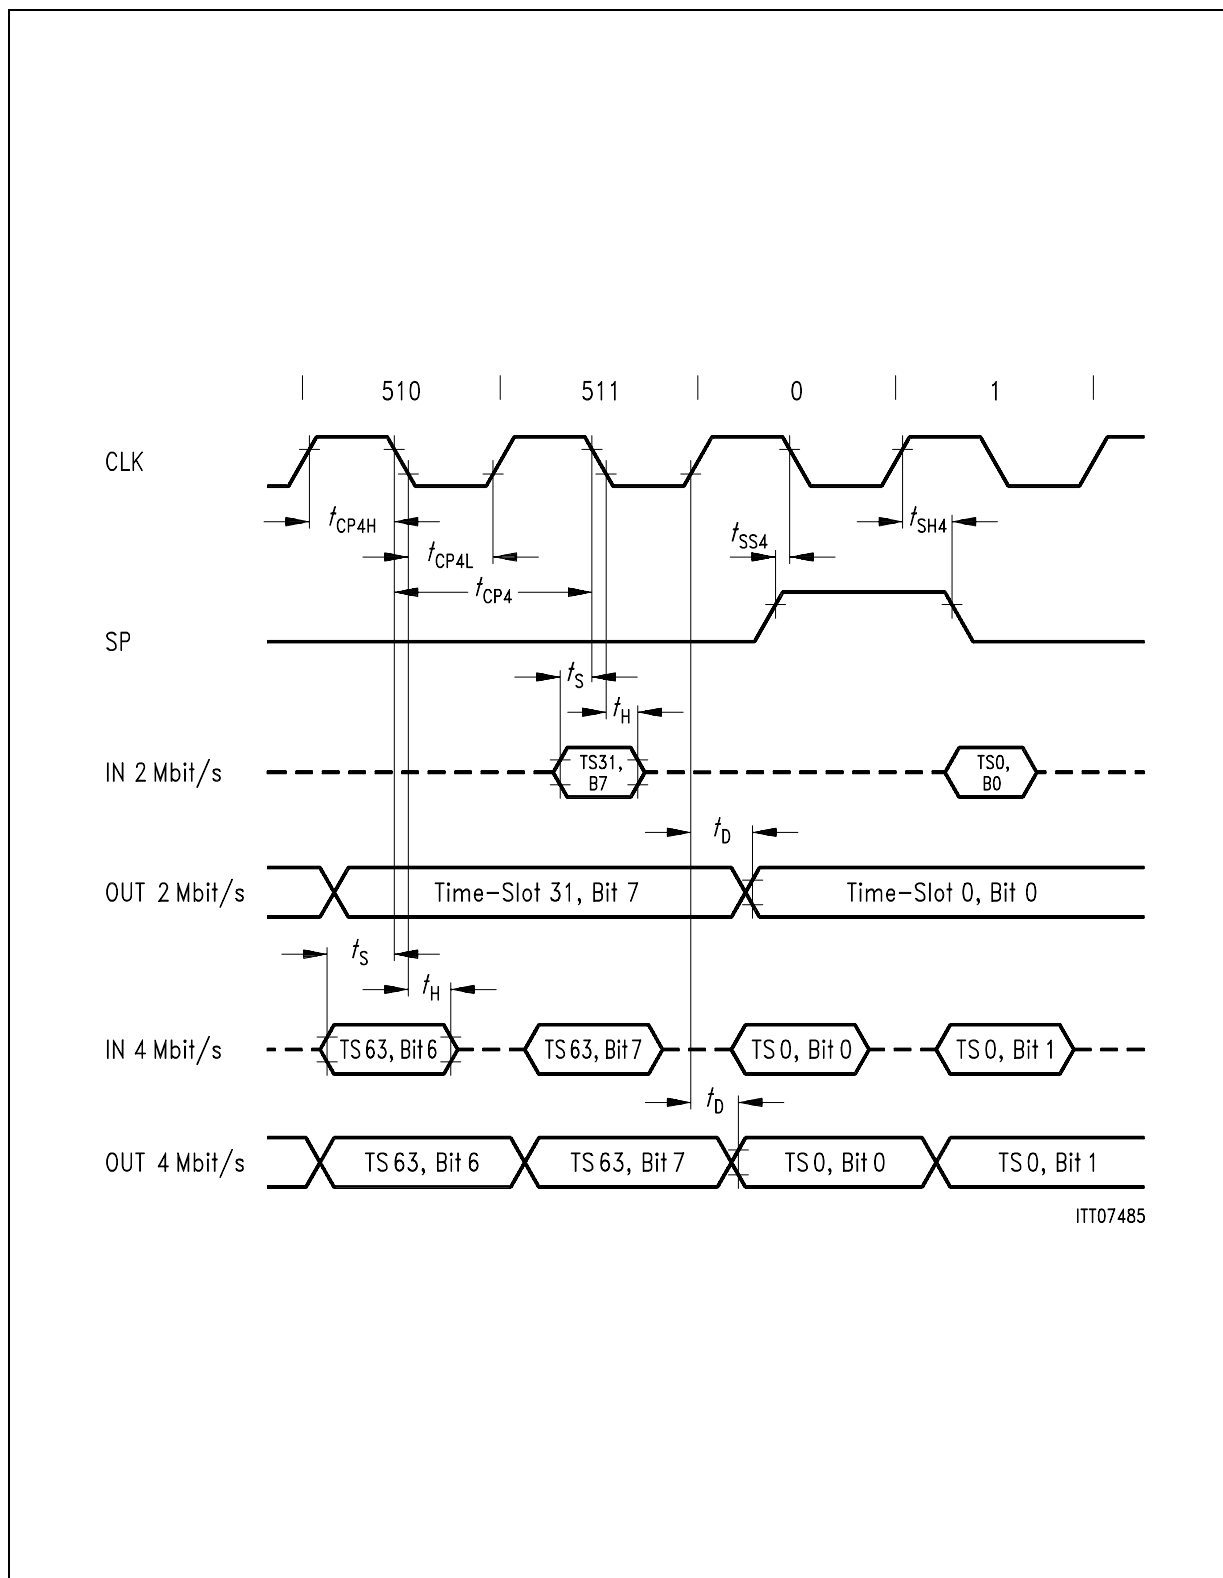 510 511 0 1
CLK
tCP4H
tCP4L
tCP4
tSS4
tSH4
SP
tS
tH
IN 2 Mbit/s
TS31,
B7
TS0,
B0
tD
OUT 2 Mbit/s
Time-Slot 31, Bit 7
Time-Slot 0, Bit 0
tS
tH
IN 4 Mbit/s
TS 63, Bit 6
TS 63, Bit 7
TS 0, Bit 0
TS 0, Bit 1
tD
OUT 4 Mbit/s
TS 63, Bit 6
TS 63, Bit 7
TS 0, Bit 0
TS 0, Bit 1
ITT07485